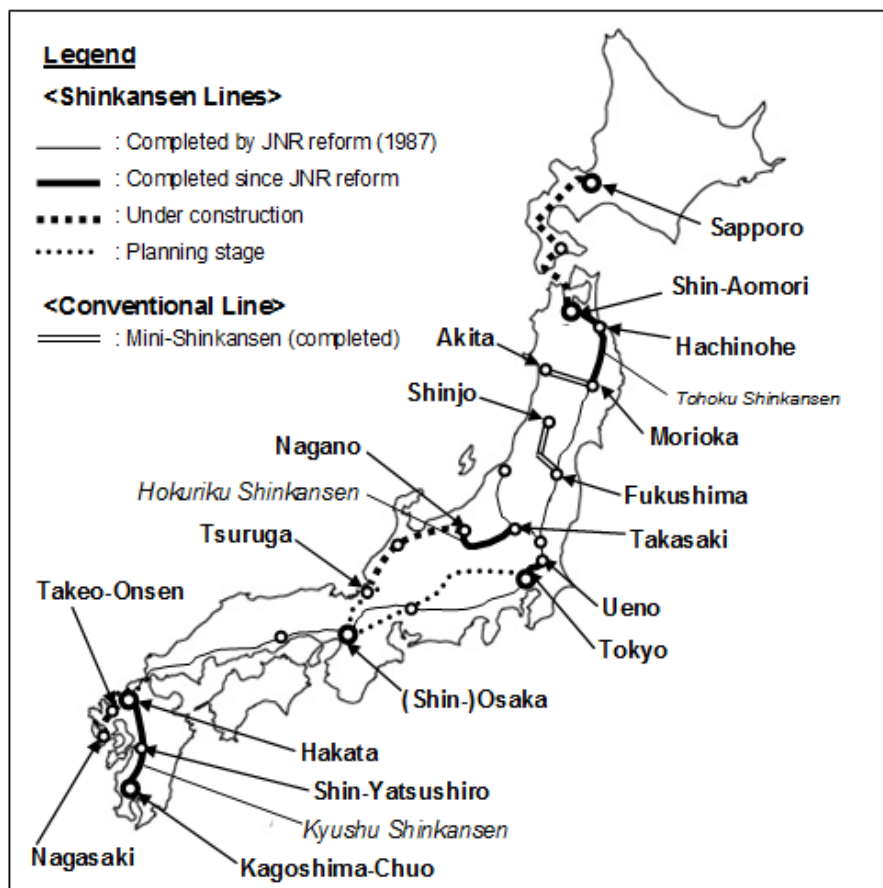 Legend
<Shinkansen Lines>
: Completed by JNR reform (1987)
: Completed since JNR reform
: Under construction
: Planning stage
<Conventional Line>
: Mini-Shinkansen (completed)
Sapporo
Shin-Aomori
Akita
Hachinohe
Shinjo
Tohoku Shinkansen
Morioka
Nagano
Hokuriku Shinkansen
Fukushima
Tsuruga
Takasaki
Takeo-Onsen
Ueno
Tokyo
(Shin-)Osaka
Hakata
Shin-Yatsushiro
Kyushu Shinkansen
Nagasaki
Kagoshima-Chuo